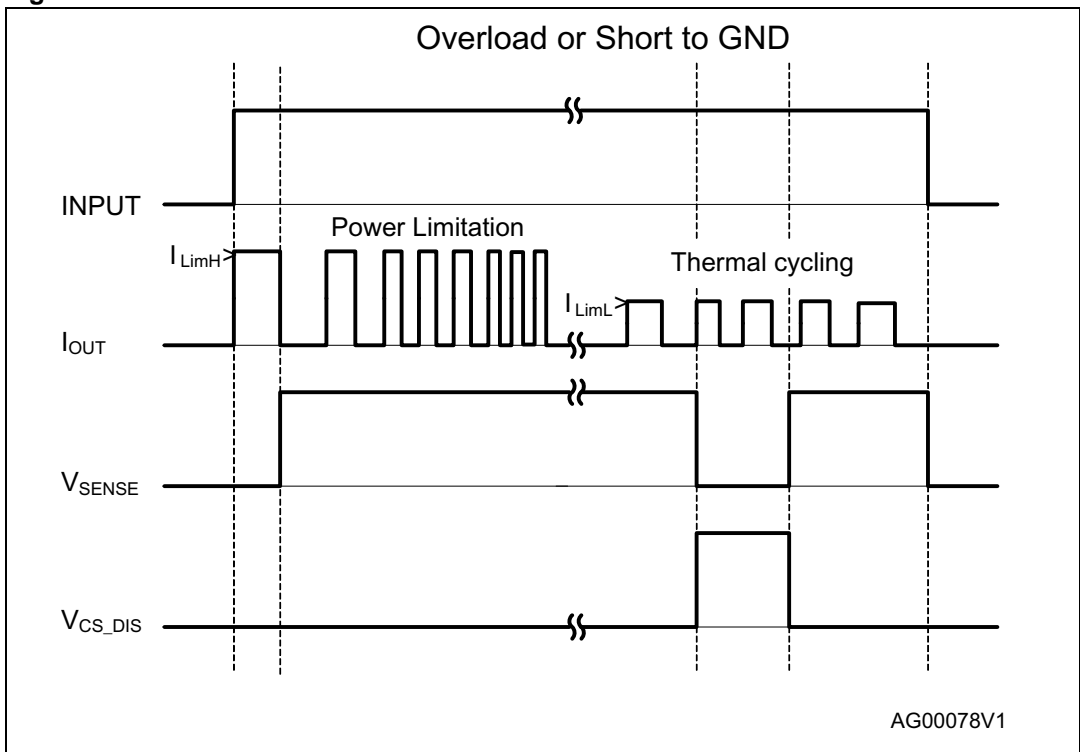 Overload or Short to GND
INPUT
Power Limitation
I LimH
Thermal cycling
I LimL
IOUT
VSENSE
VCS_DIS
AG00078V1